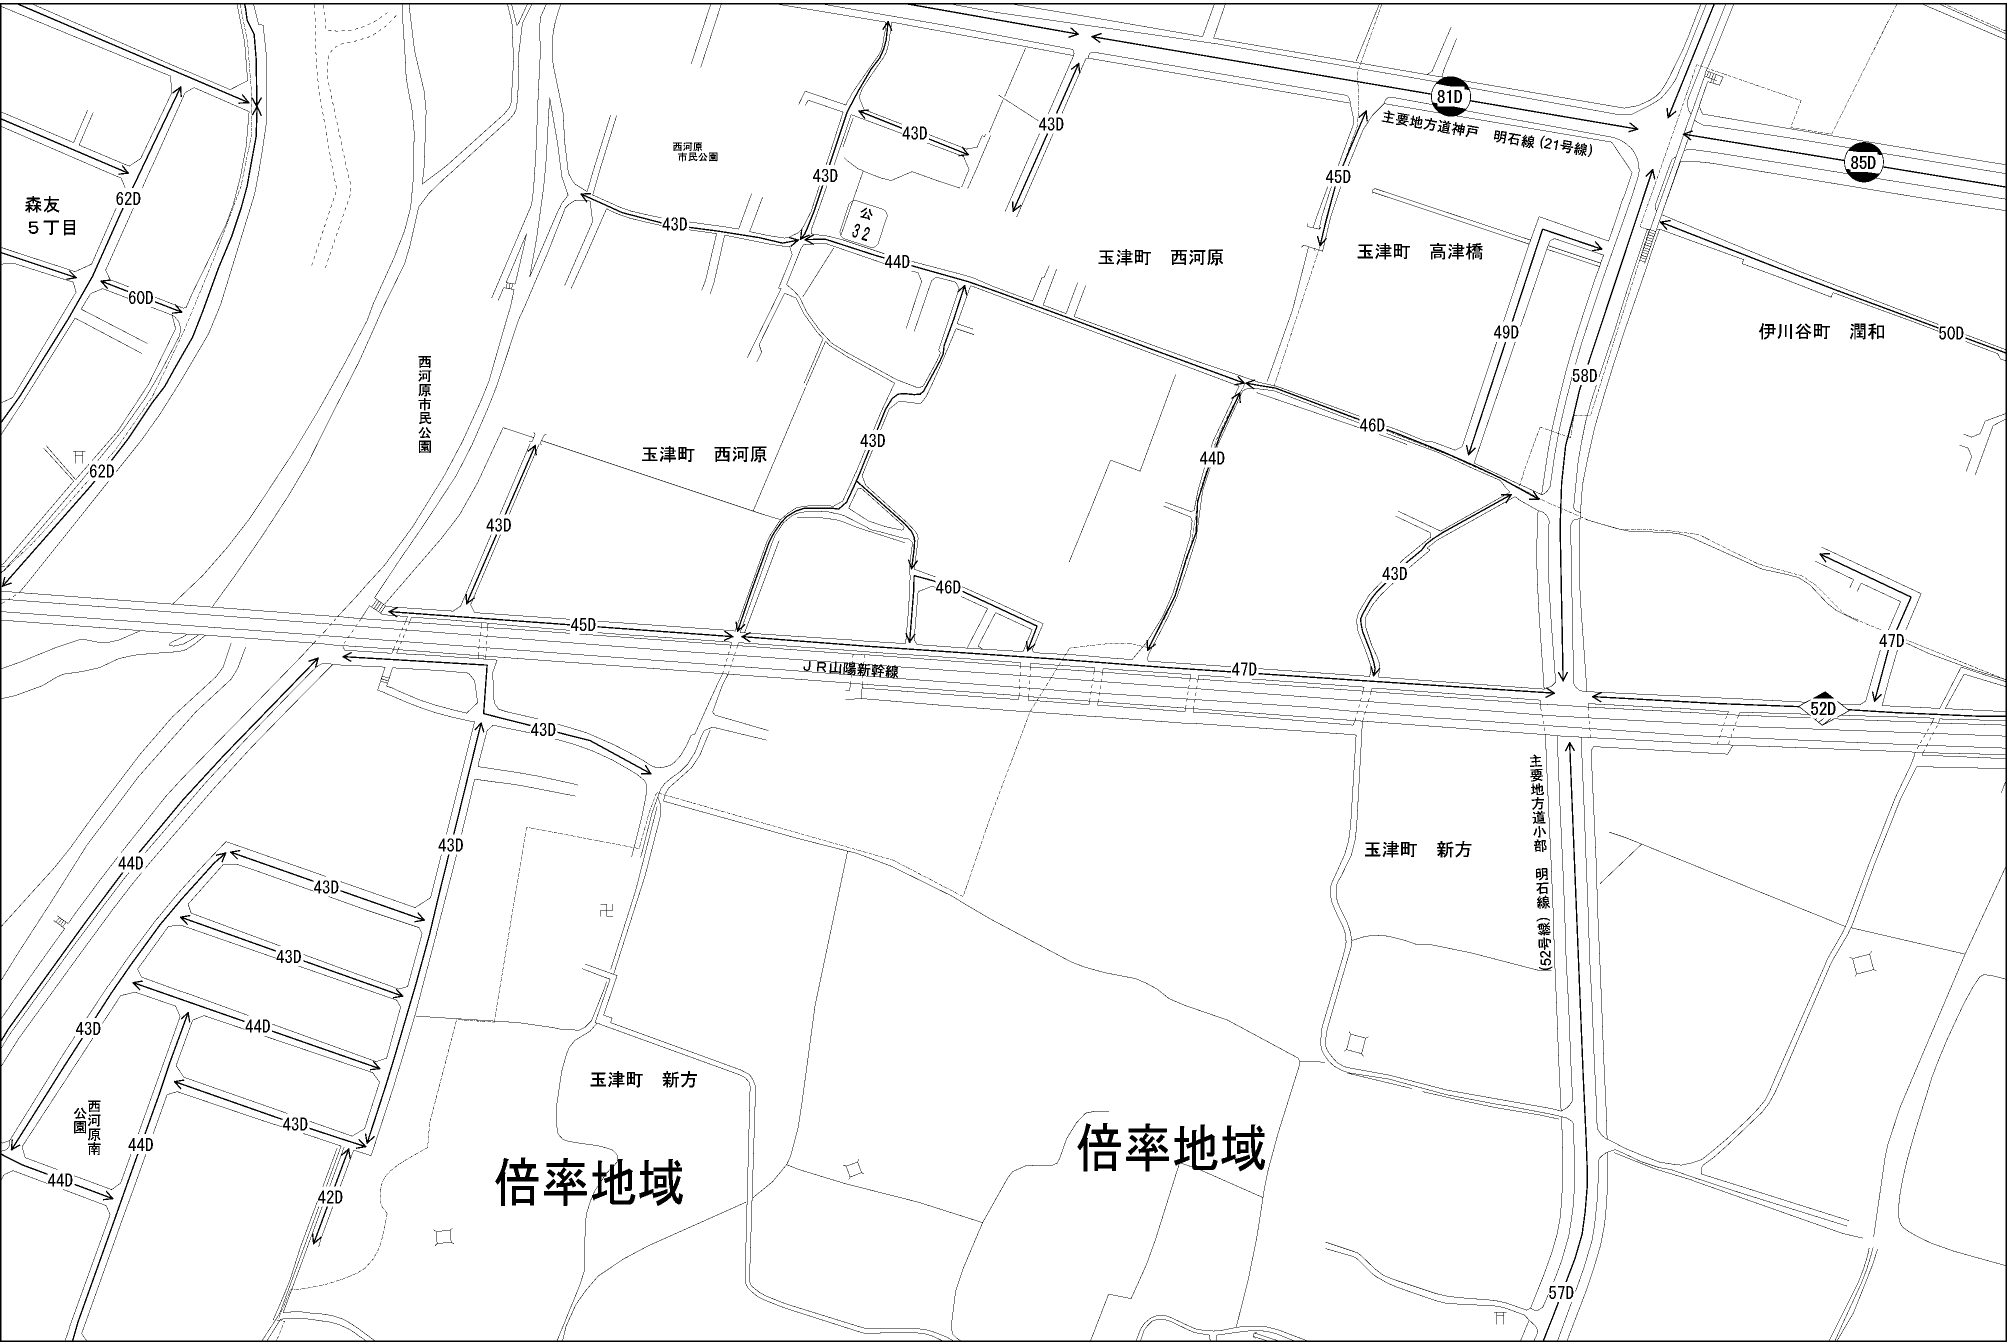 81D
主要地方道神戸　明石線(21号線)
85D
43D
43D
西河原
市民公園
43D
45D
62D
森友
５丁目
43D
公
32
43D
44D
玉津町　西河原
玉津町　高津橋
60D
49D
50D
伊川谷町　潤和
58D
西河原市民公園
46D
43D
44D
玉津町　西河原
62D
43D
43D
46D
45D
47D
ＪＲ山陽新幹線
47D
52D
43D
主要地方道小部　明石線(52号線)
43D
玉津町　新方
44D
43D
43D
43D
44D
玉津町　新方
西河原南
公園
43D
44D
倍率地域
44D
42D
倍率地域
57D